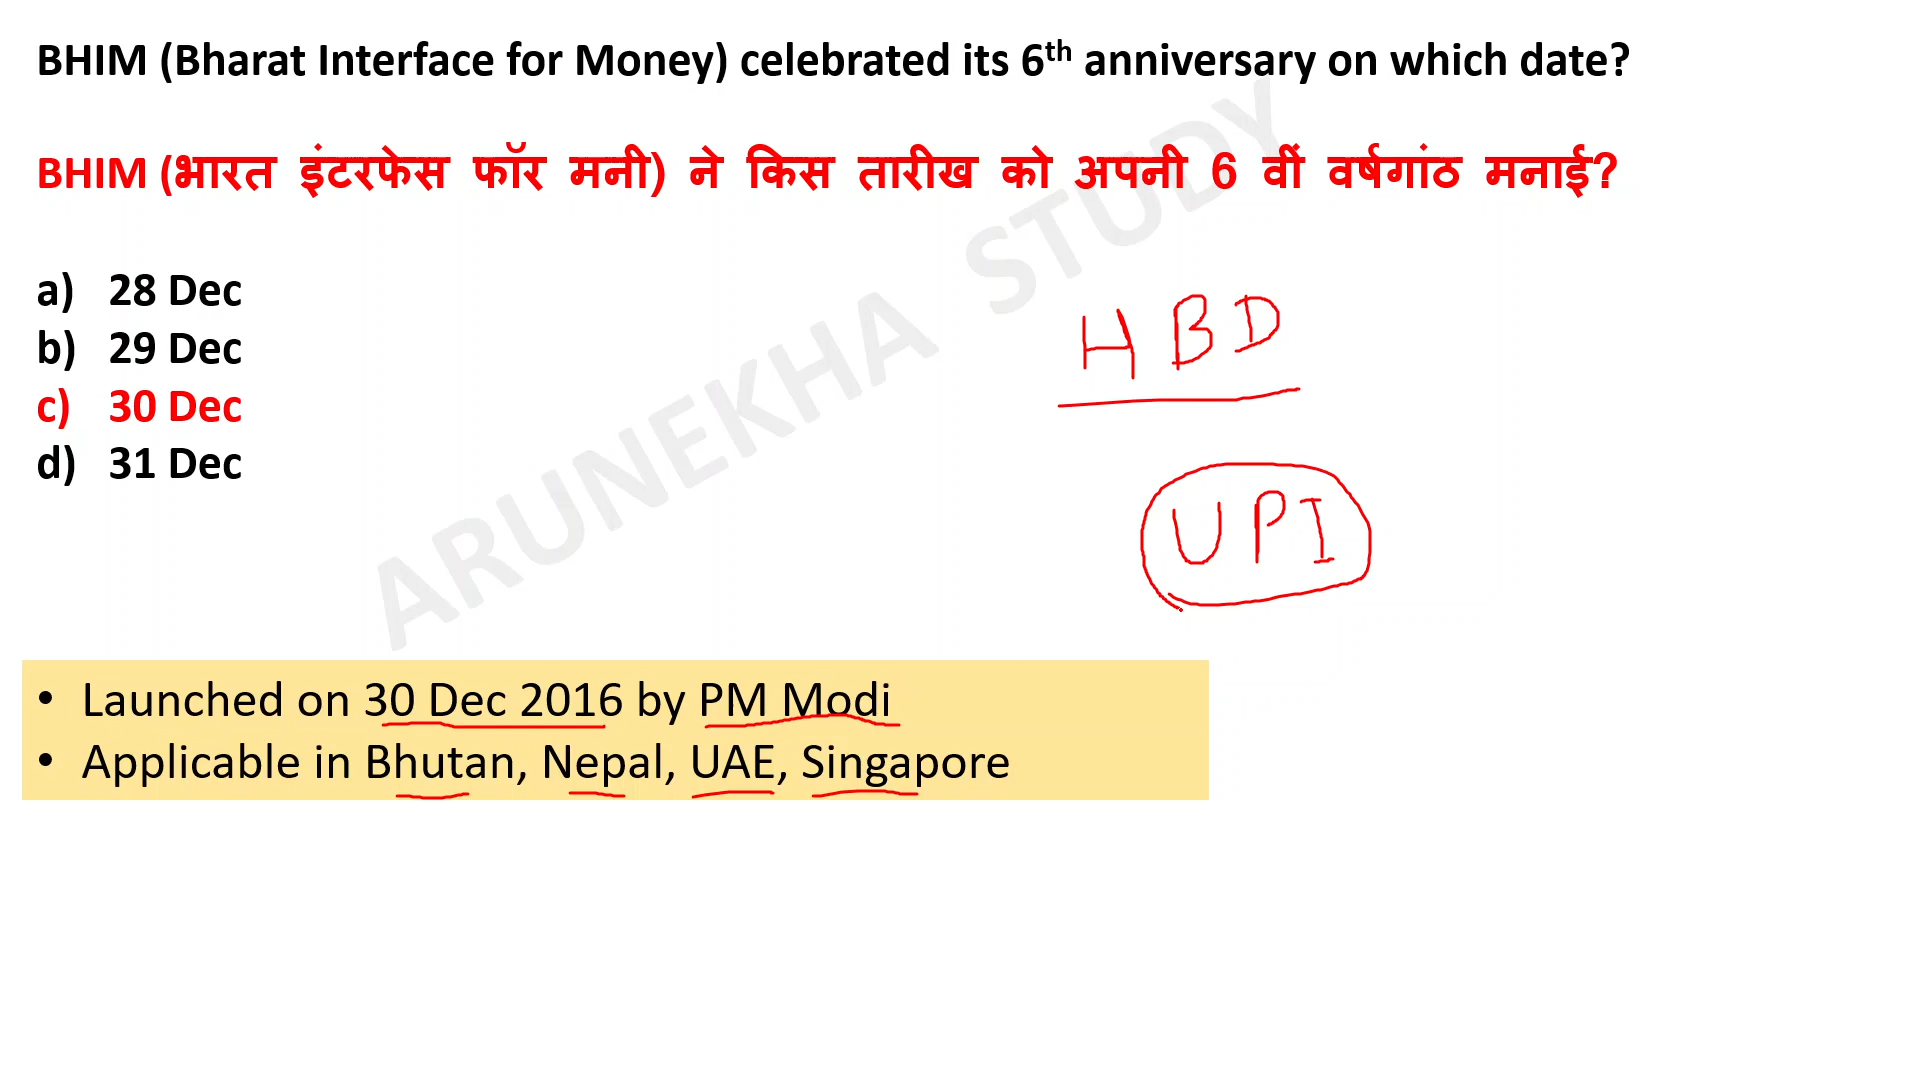 BHIM (Bharat Interface for Money) celebrated its 6th anniversary on which date?
BHIM (भारत इंटरफेस फॉर मनी) ने किस तारीख को अपनी 6 वीं वर्षगांठ मनाई?
a) 28 Dec
b) 29 Dec
c) 30 Dec
d) 31 Dec
HBD
UPI
ARUNEKHA STUDY
• Launched on 30 Dec 2016 by PM Modi
• Applicable in Bhutan, Nepal, UAE, Singapore